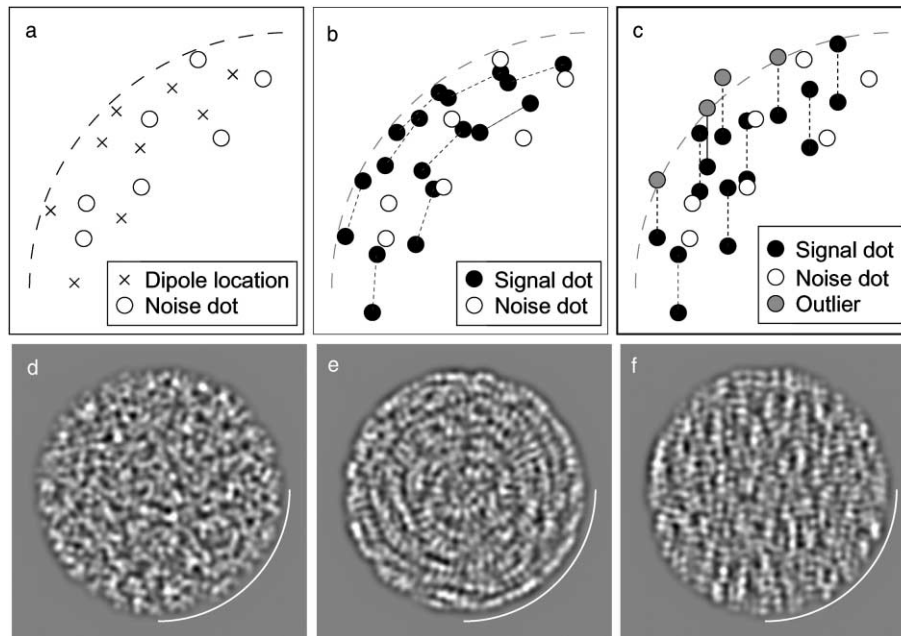 a
Dipole location
Noise dot
b
Signal dot
Noise dot
c
Signal dot
Noise dot
Outlier
d
e
f